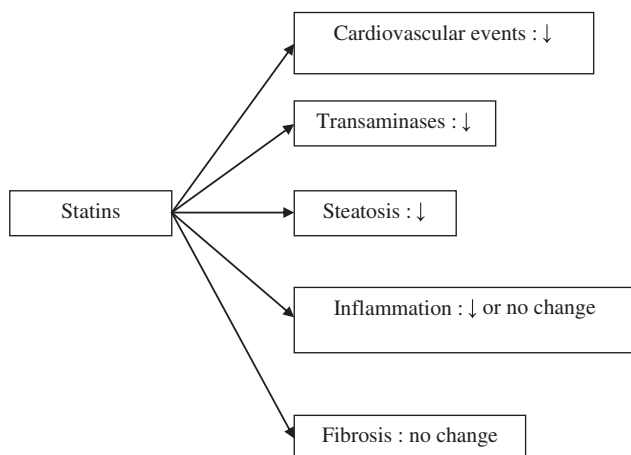 Cardiovascular events : ↓
Transaminases : ↓
Statins
Steatosis : ↓
Inflammation : ↓ or no change
Fibrosis : no change